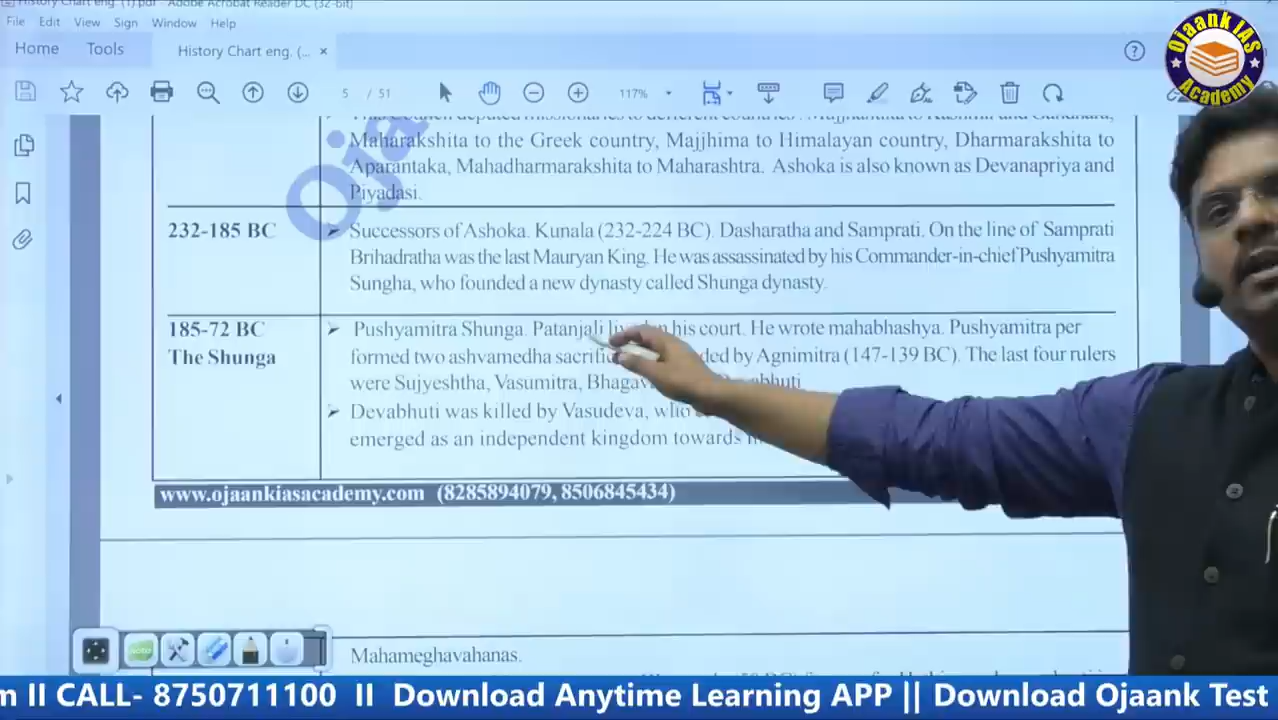 History Chart eng. (1).pdf - Adobe Acrobat Reader DC (32-bit)
File Edit View Sign Window Help
Home Tools History Chart eng. (... ×
5 / 51 117%
Ojaank IAS Academy
Oja
Maharakshita to the Greek country, Majjhima to Himalayan country, Dharmarakshita to
Aparantaka, Mahadharmarakshita to Maharashtra. Ashoka is also known as Devanapriya and
Piyadasi.
232-185 BC
➤ Successors of Ashoka. Kunala (232-224 BC). Dasharatha and Samprati. On the line of Samprati
Brihadratha was the last Mauryan King. He was assassinated by his Commander-in-chief Pushyamitra
Sungha, who founded a new dynasty called Shunga dynasty.
185-72 BC
The Shunga
➤ Pushyamitra Shunga. Patanjali his court. He wrote mahabhashya. Pushyamitra per
formed two ashvamedha by Agnimitra (147-139 BC). The last four rulers
were Sujyeshtha, Vasumitra,
➤ Devabhuti was killed by Vasudeva, who
emerged as an independent kingdom towards
www.ojaankiasacademy.com (8285894079, 8506845434)
Note
Mahameghavahanas.
II CALL- 8750711100 II Download Anytime Learning APP || Download Ojaank Test